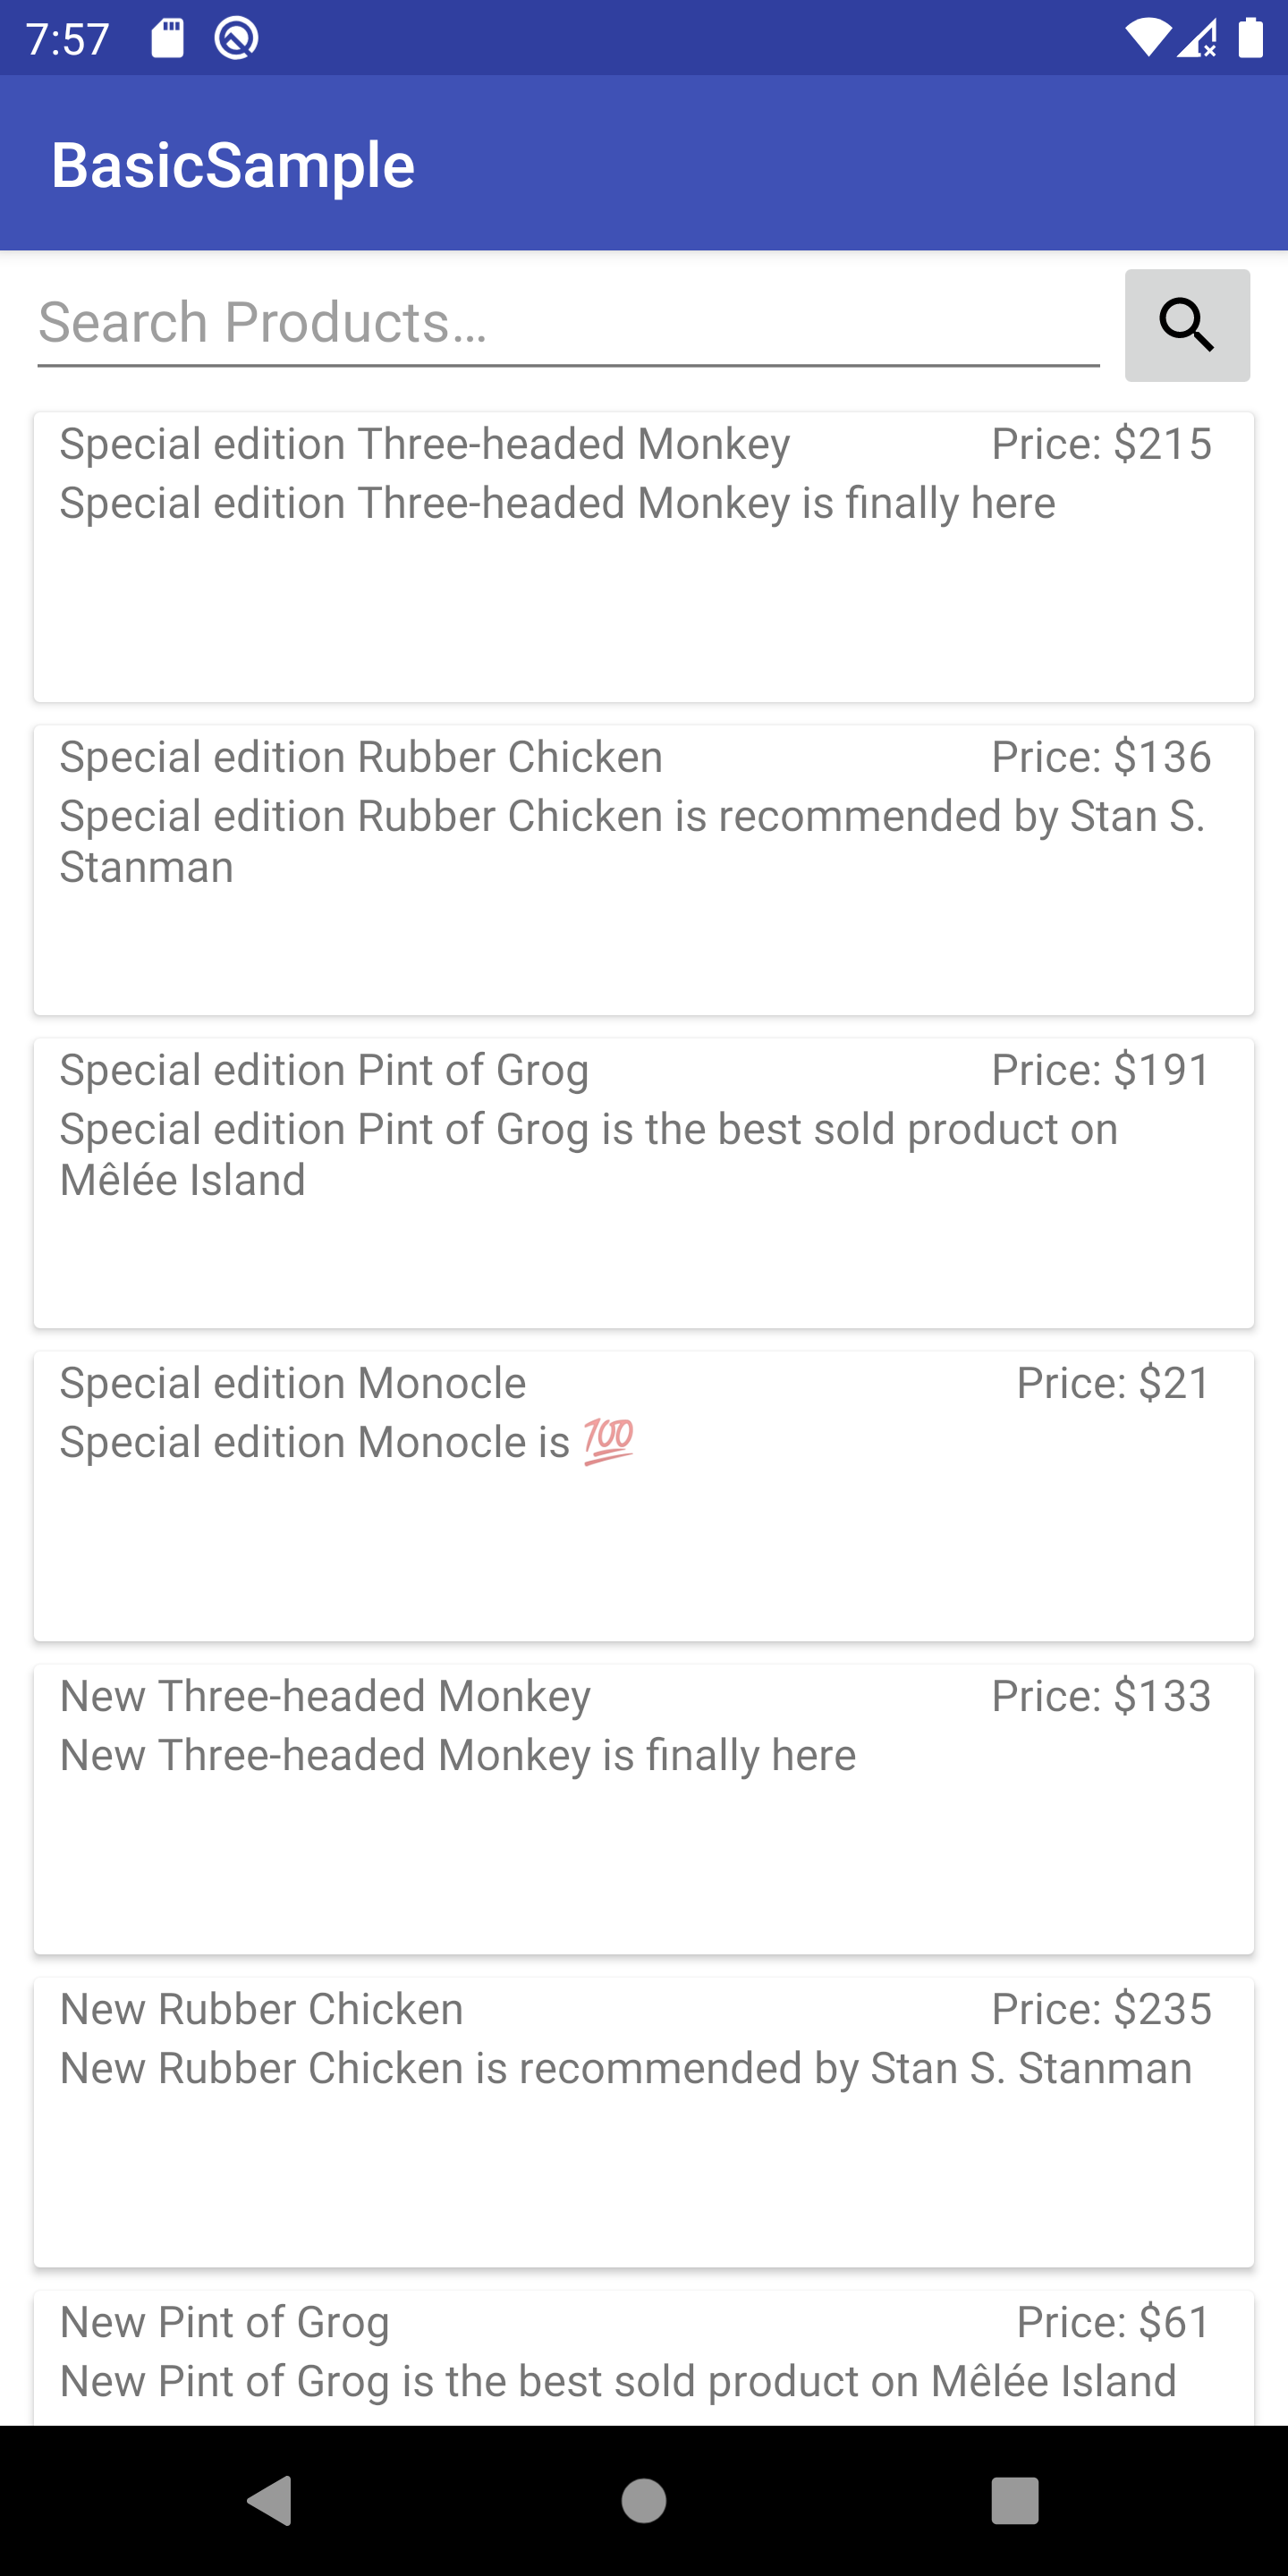 7:57
BasicSample
Search Products…
Special edition Three-headed Monkey Price: $215
Special edition Three-headed Monkey is finally here
Special edition Rubber Chicken Price: $136
Special edition Rubber Chicken is recommended by Stan S.
Stanman
Special edition Pint of Grog Price: $191
Special edition Pint of Grog is the best sold product on
Mêlée Island
Special edition Monocle Price: $21
Special edition Monocle is 💯
New Three-headed Monkey Price: $133
New Three-headed Monkey is finally here
New Rubber Chicken Price: $235
New Rubber Chicken is recommended by Stan S. Stanman
New Pint of Grog Price: $61
New Pint of Grog is the best sold product on Mêlée Island